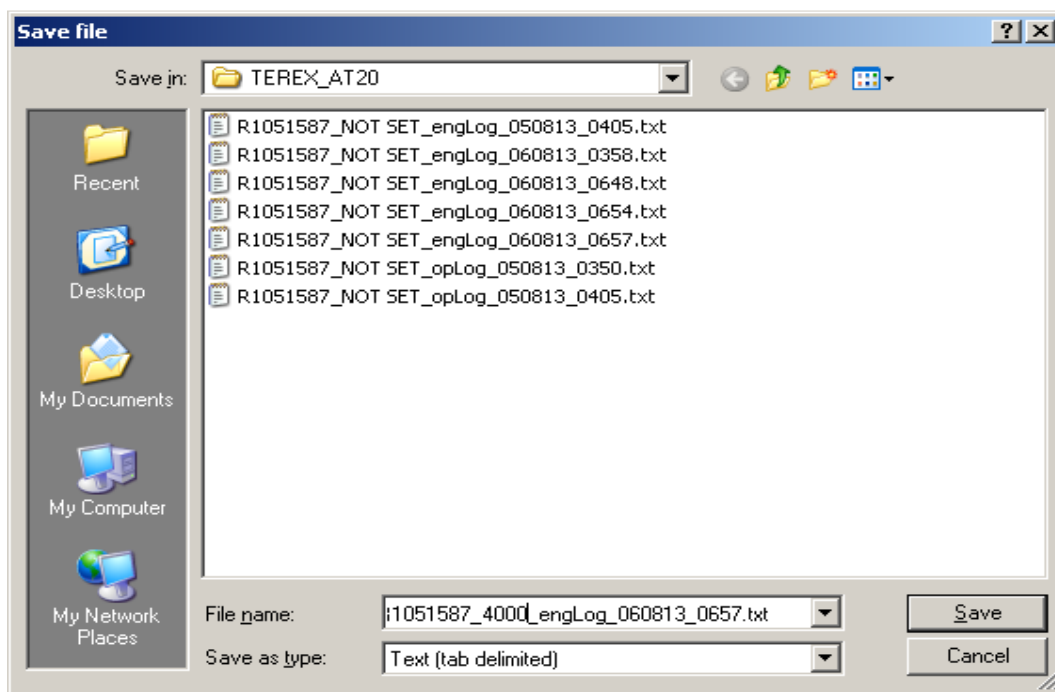 Save file
Save in: TEREX_AT20
R1051587_NOT SET_engLog_050813_0405.txt
R1051587_NOT SET_engLog_060813_0358.txt
R1051587_NOT SET_engLog_060813_0648.txt
R1051587_NOT SET_engLog_060813_0654.txt
R1051587_NOT SET_engLog_060813_0657.txt
R1051587_NOT SET_opLog_050813_0350.txt
R1051587_NOT SET_opLog_050813_0405.txt
Recent
Desktop
My Documents
My Computer
My Network
Places
File name: 1051587_4000_engLog_060813_0657.txt Save
Save as type: Text (tab delimited) Cancel